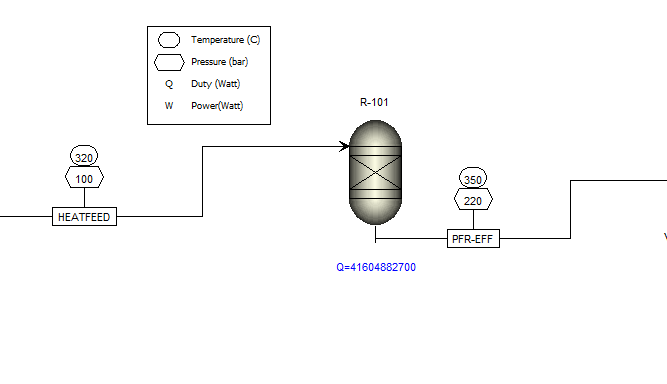 Temperature (C)
Pressure (bar)
Q Duty (Watt)
W Power(Watt)
R-101
320
100
HEATFEED
350
220
PFR-EFF
Q=41604882700